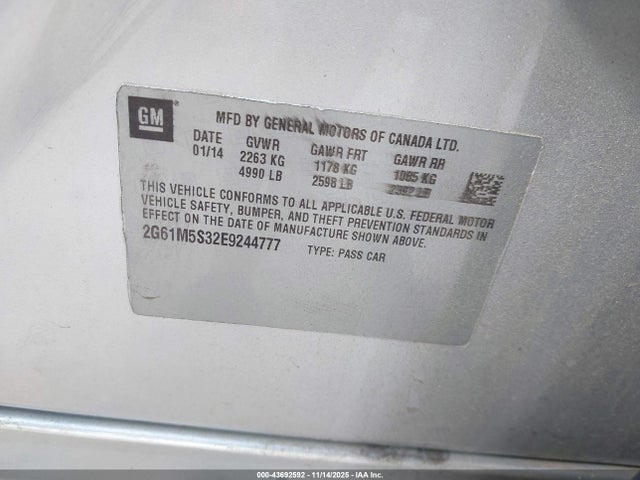 GM
MFD BY GENERAL MOTORS OF CANADA LTD.
DATE GVWR GAWR FRT GAWR RR
01/14 2263 KG 1178 KG 1085 KG
4990 LB 2598 LB 2392 LB
THIS VEHICLE CONFORMS TO ALL APPLICABLE U.S. FEDERAL MOTOR
VEHICLE SAFETY, BUMPER, AND THEFT PREVENTION STANDARDS IN
EFFECT ON THE DATE OF MANUFACTURE SHOWN ABOVE.
2G61M5S32E9244777 TYPE: PASS CAR
000-43692592 - 11/14/2025 - IAA Inc.